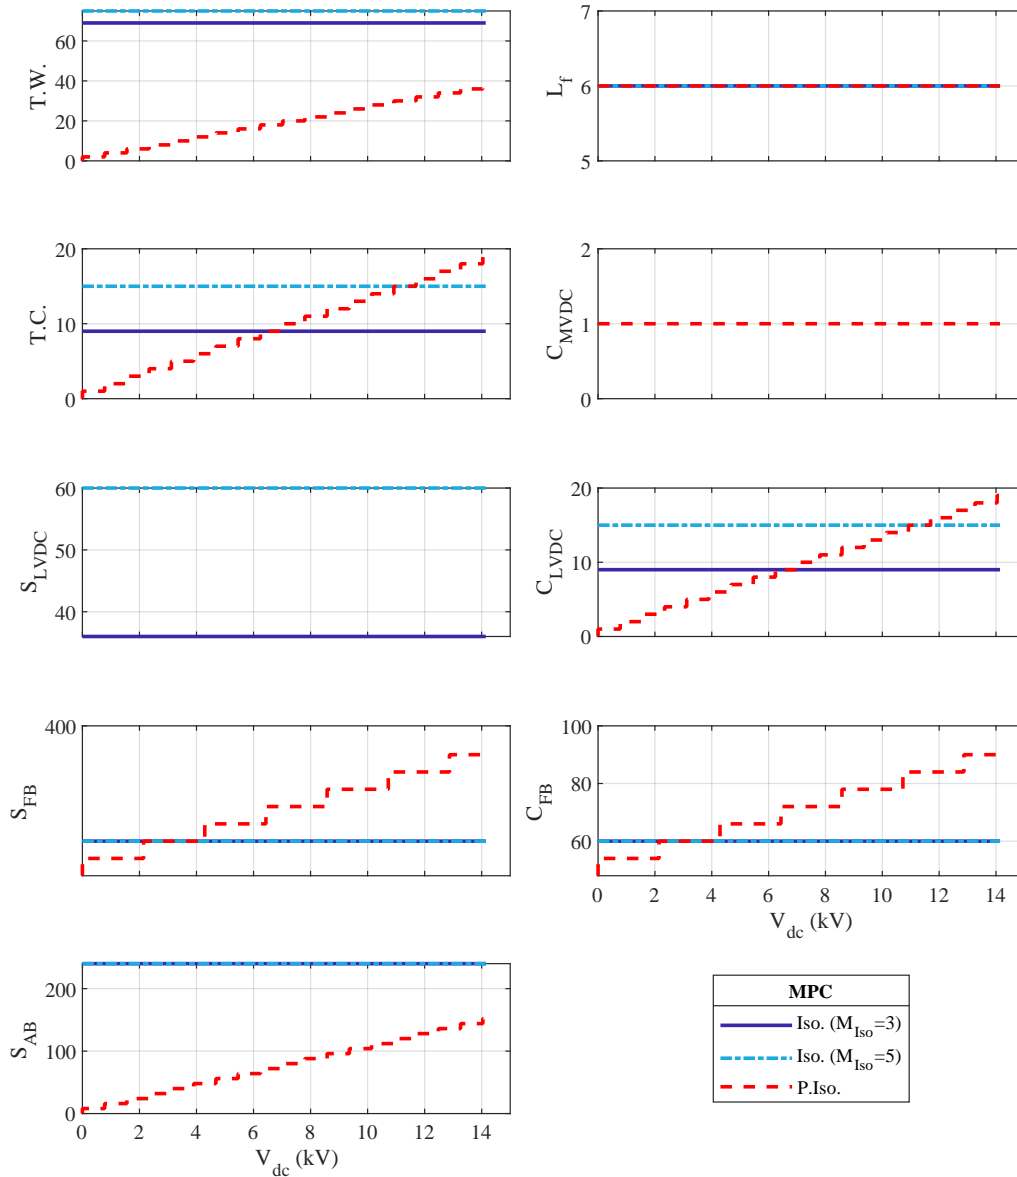 60
40
20
0
T.W.
7
6
5
L_f
20
10
0
T.C.
2
1
0
C_MVDC
60
50
40
S_LVDC
20
10
0
C_LVDC
400
S_FB
100
80
60
C_FB
0 2 4 6 8 10 12 14
V_dc (kV)
200
100
0
S_AB
0 2 4 6 8 10 12 14
V_dc (kV)
MPC
Iso. (M_Iso=3)
Iso. (M_Iso=5)
P.Iso.